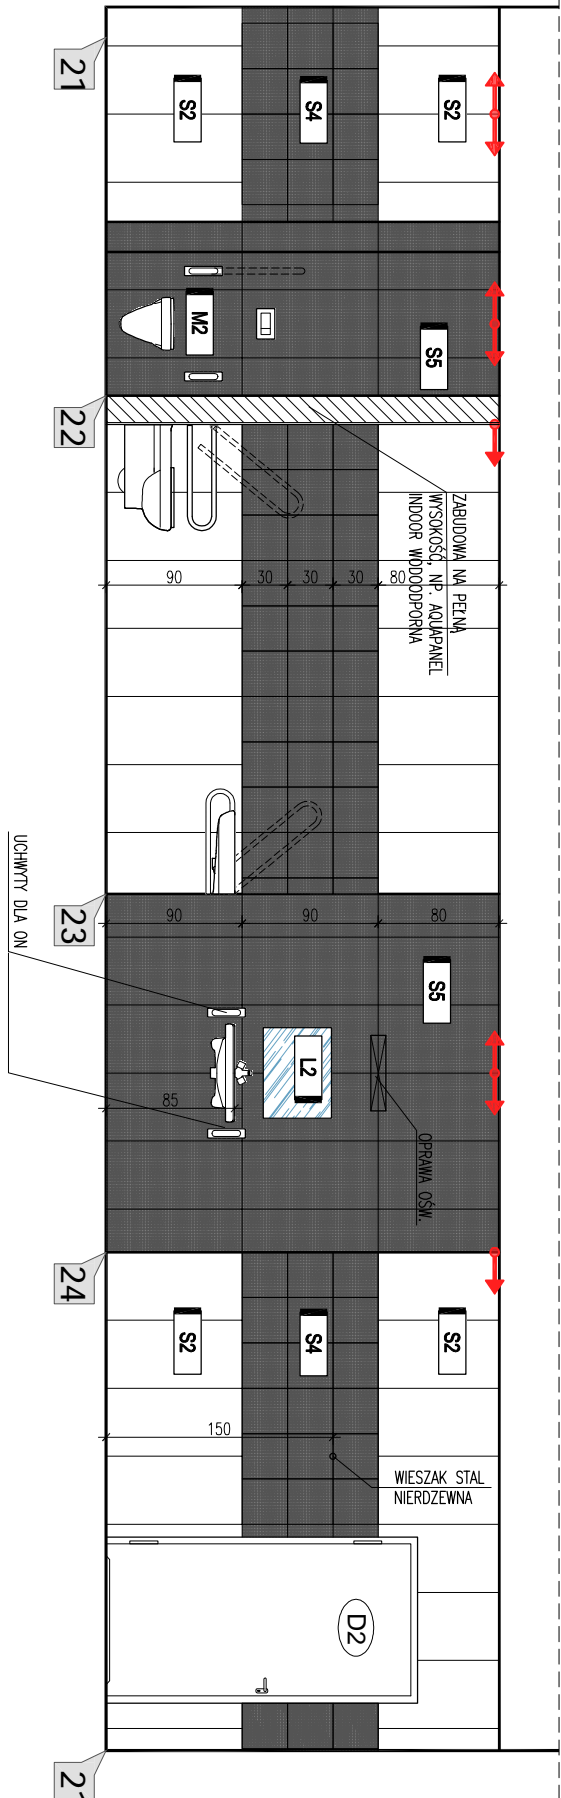 21
S2
S4
S2
M2
S5
22
ZABUDOWA NA PEŁNĄ
WYSOKOŚĆ, NP. AQUAPANEL
INDOOR WODOODPORNA
90
30
30
30
80
UCHWYTY DLA ON
23
90
90
80
S5
L2
85
OPRAWA OŚW.
24
S2
S4
S2
150
WIESZAK STAL
NIERDZEWNA
D2